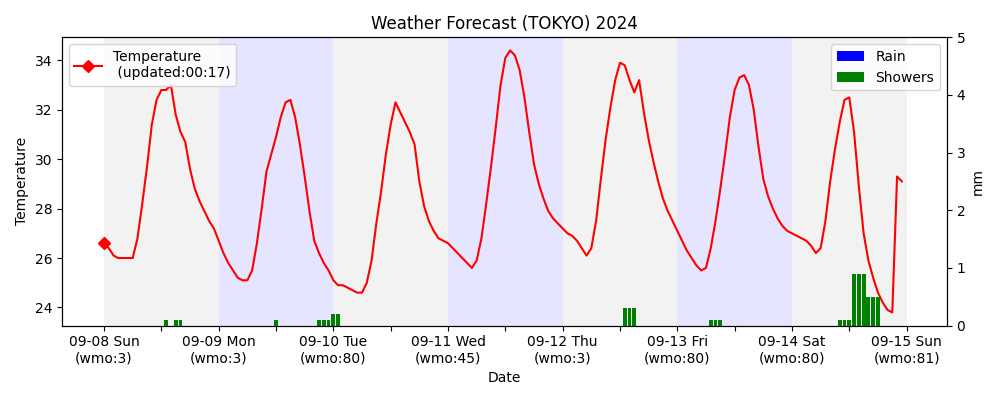 Weather Forecast (TOKYO) 2024
Temperature
(updated:00:17)
Rain
Showers
Temperature
34
32
30
28
26
24
5
4
3
2
1
0
mm
09-08 Sun
(wmo:3)
09-09 Mon
(wmo:3)
09-10 Tue
(wmo:80)
09-11 Wed
(wmo:45)
09-12 Thu
(wmo:3)
09-13 Fri
(wmo:80)
09-14 Sat
(wmo:80)
09-15 Sun
(wmo:81)
Date